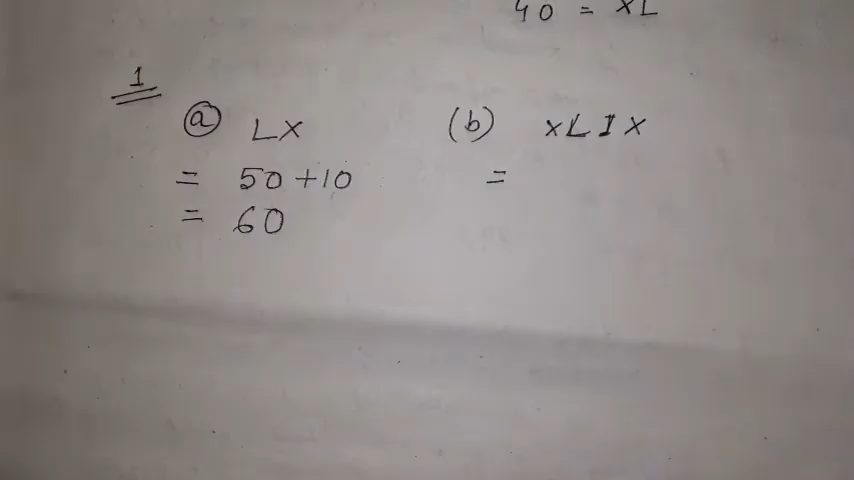 40 = XL
1
(a) LX (b) XLIX
= 50 + 10 =
= 60